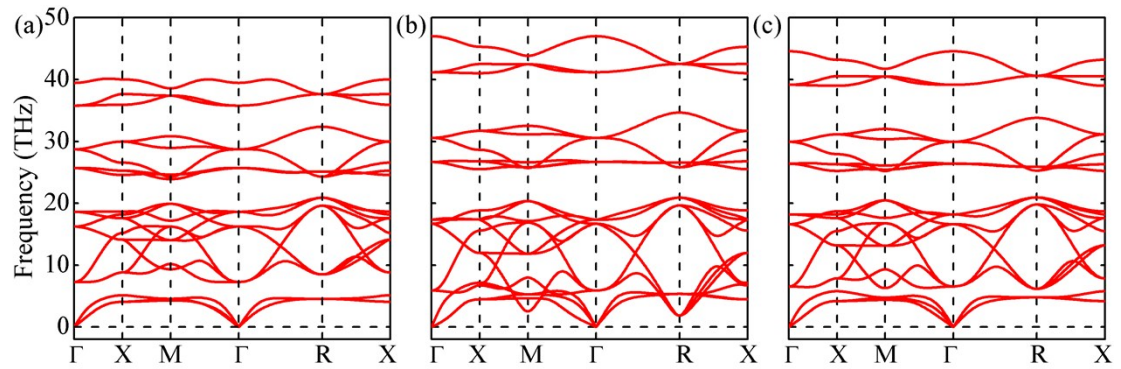 (a) (b) (c)
Frequency (THz)
50
40
30
20
10
0
Γ X M Γ R X
Γ X M Γ R X
Γ X M Γ R X